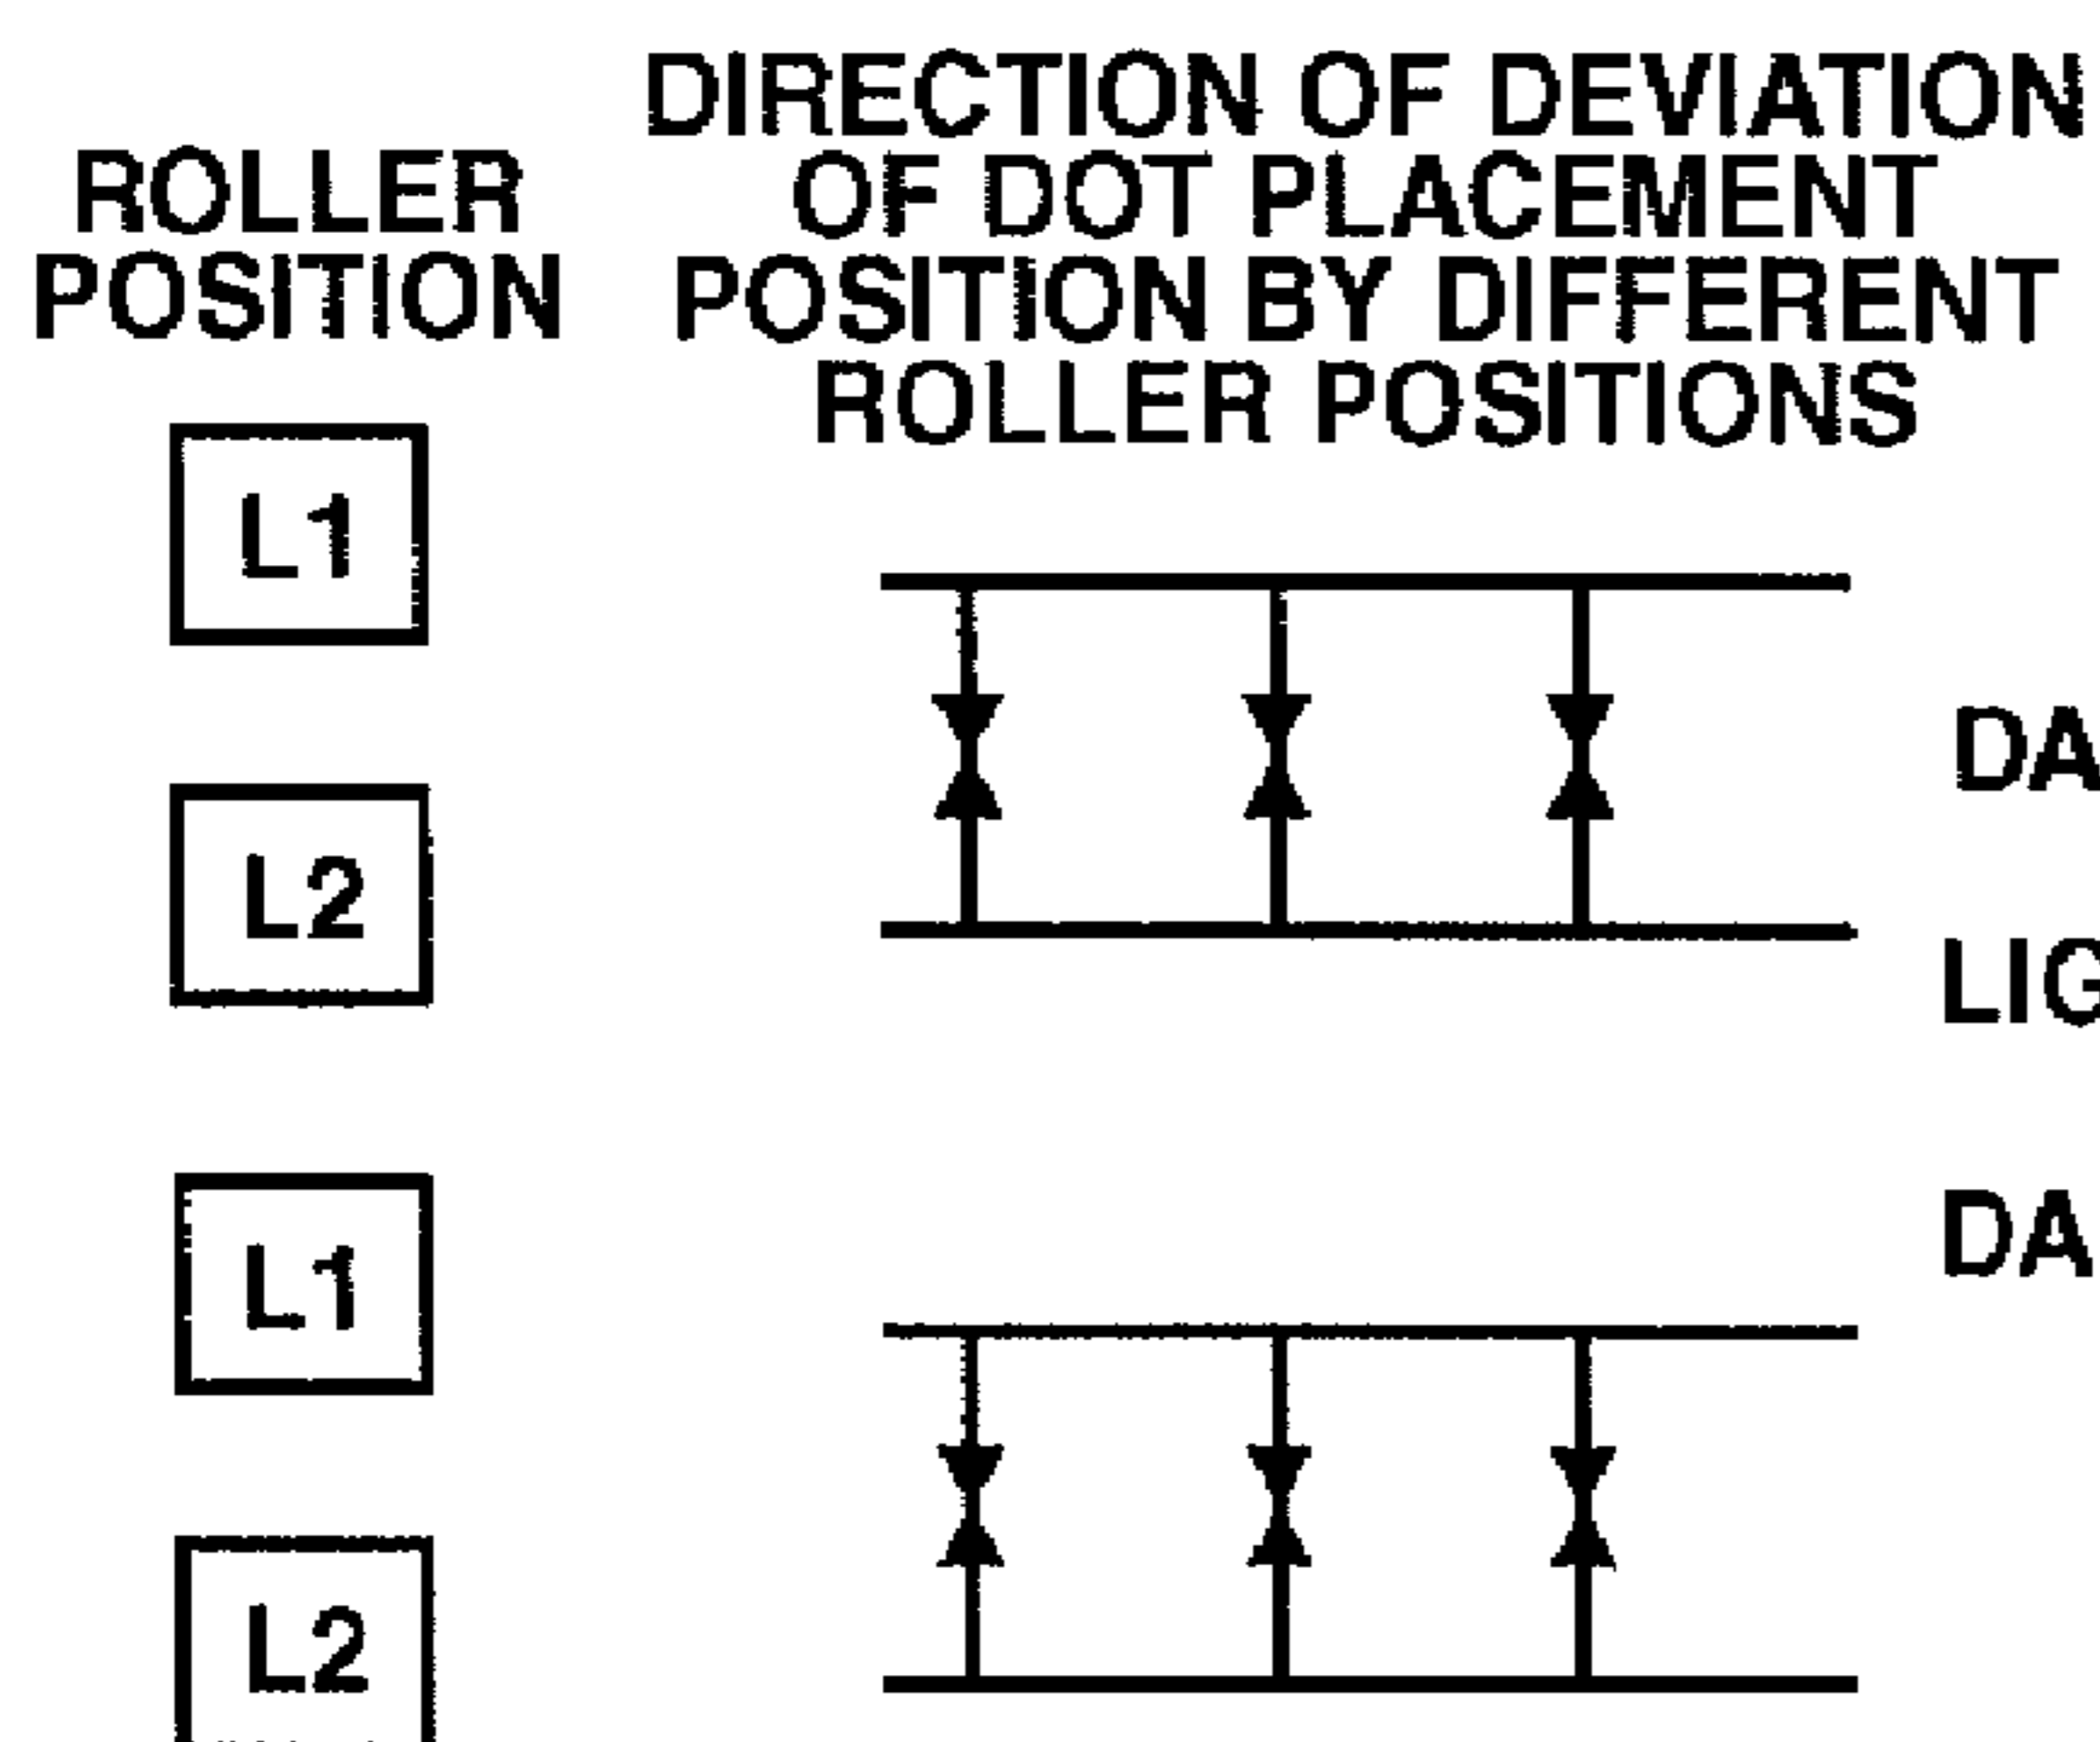 DIRECTION OF DEVIATION
OF DOT PLACEMENT
POSITION BY DIFFERENT
ROLLER POSITIONS
ROLLER
POSITION
L1
L2
L1
L2